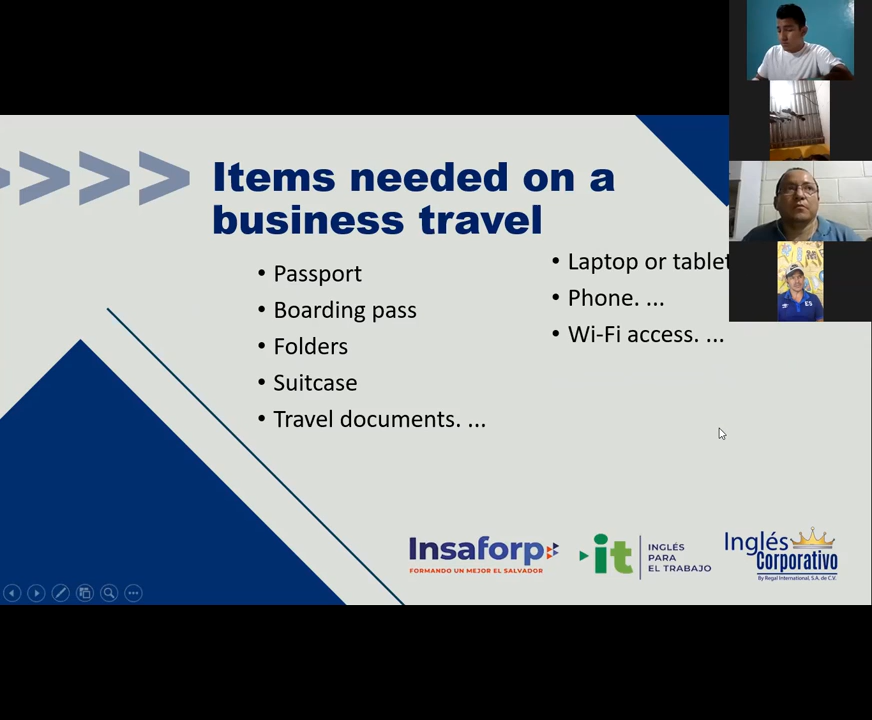 Items needed on a
business travel
• Passport
• Boarding pass
• Folders
• Suitcase
• Travel documents. ...
• Laptop or tablet
• Phone. ...
• Wi-Fi access. ...
Insaforp
FORMANDO UN MEJOR EL SALVADOR
it
INGLÉS
PARA
EL TRABAJO
Inglés
Corporativo
By Regal International, S.A. de C.V.